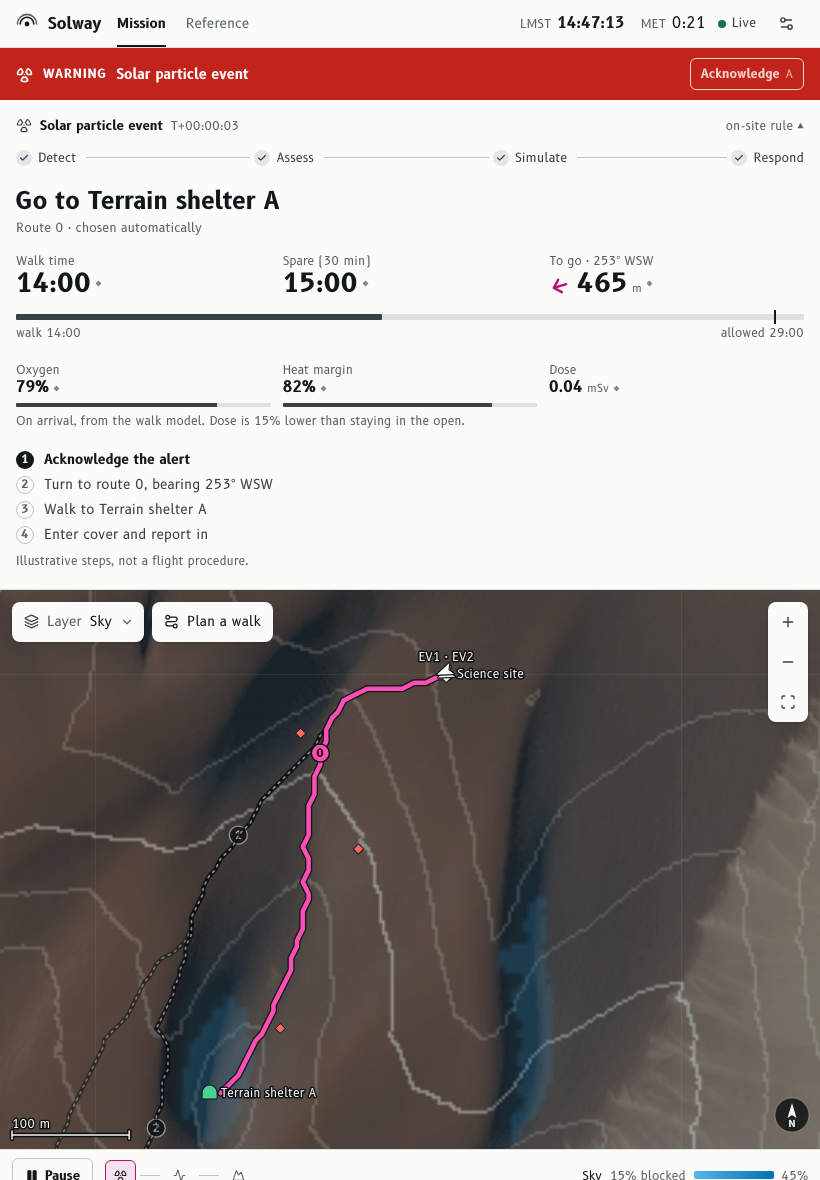 Solway Mission Reference LMST 14:47:13 MET 0:21 Live
WARNING Solar particle event Acknowledge A
Solar particle event T+00:00:03 on-site rule
Detect Assess Simulate Respond
Go to Terrain shelter A
Route 0 · chosen automatically
Walk time Spare (30 min) To go · 253° WSW
14:00 15:00 465 m
walk 14:00 allowed 29:00
Oxygen Heat margin Dose
79% 82% 0.04 mSv
On arrival, from the walk model. Dose is 15% lower than staying in the open.
1 Acknowledge the alert
2 Turn to route 0, bearing 253° WSW
3 Walk to Terrain shelter A
4 Enter cover and report in
Illustrative steps, not a flight procedure.
Layer Sky Plan a walk
EV1 · EV2
Science site
0
2
Terrain shelter A
100 m
2
N
Pause Sky 15% blocked 45%